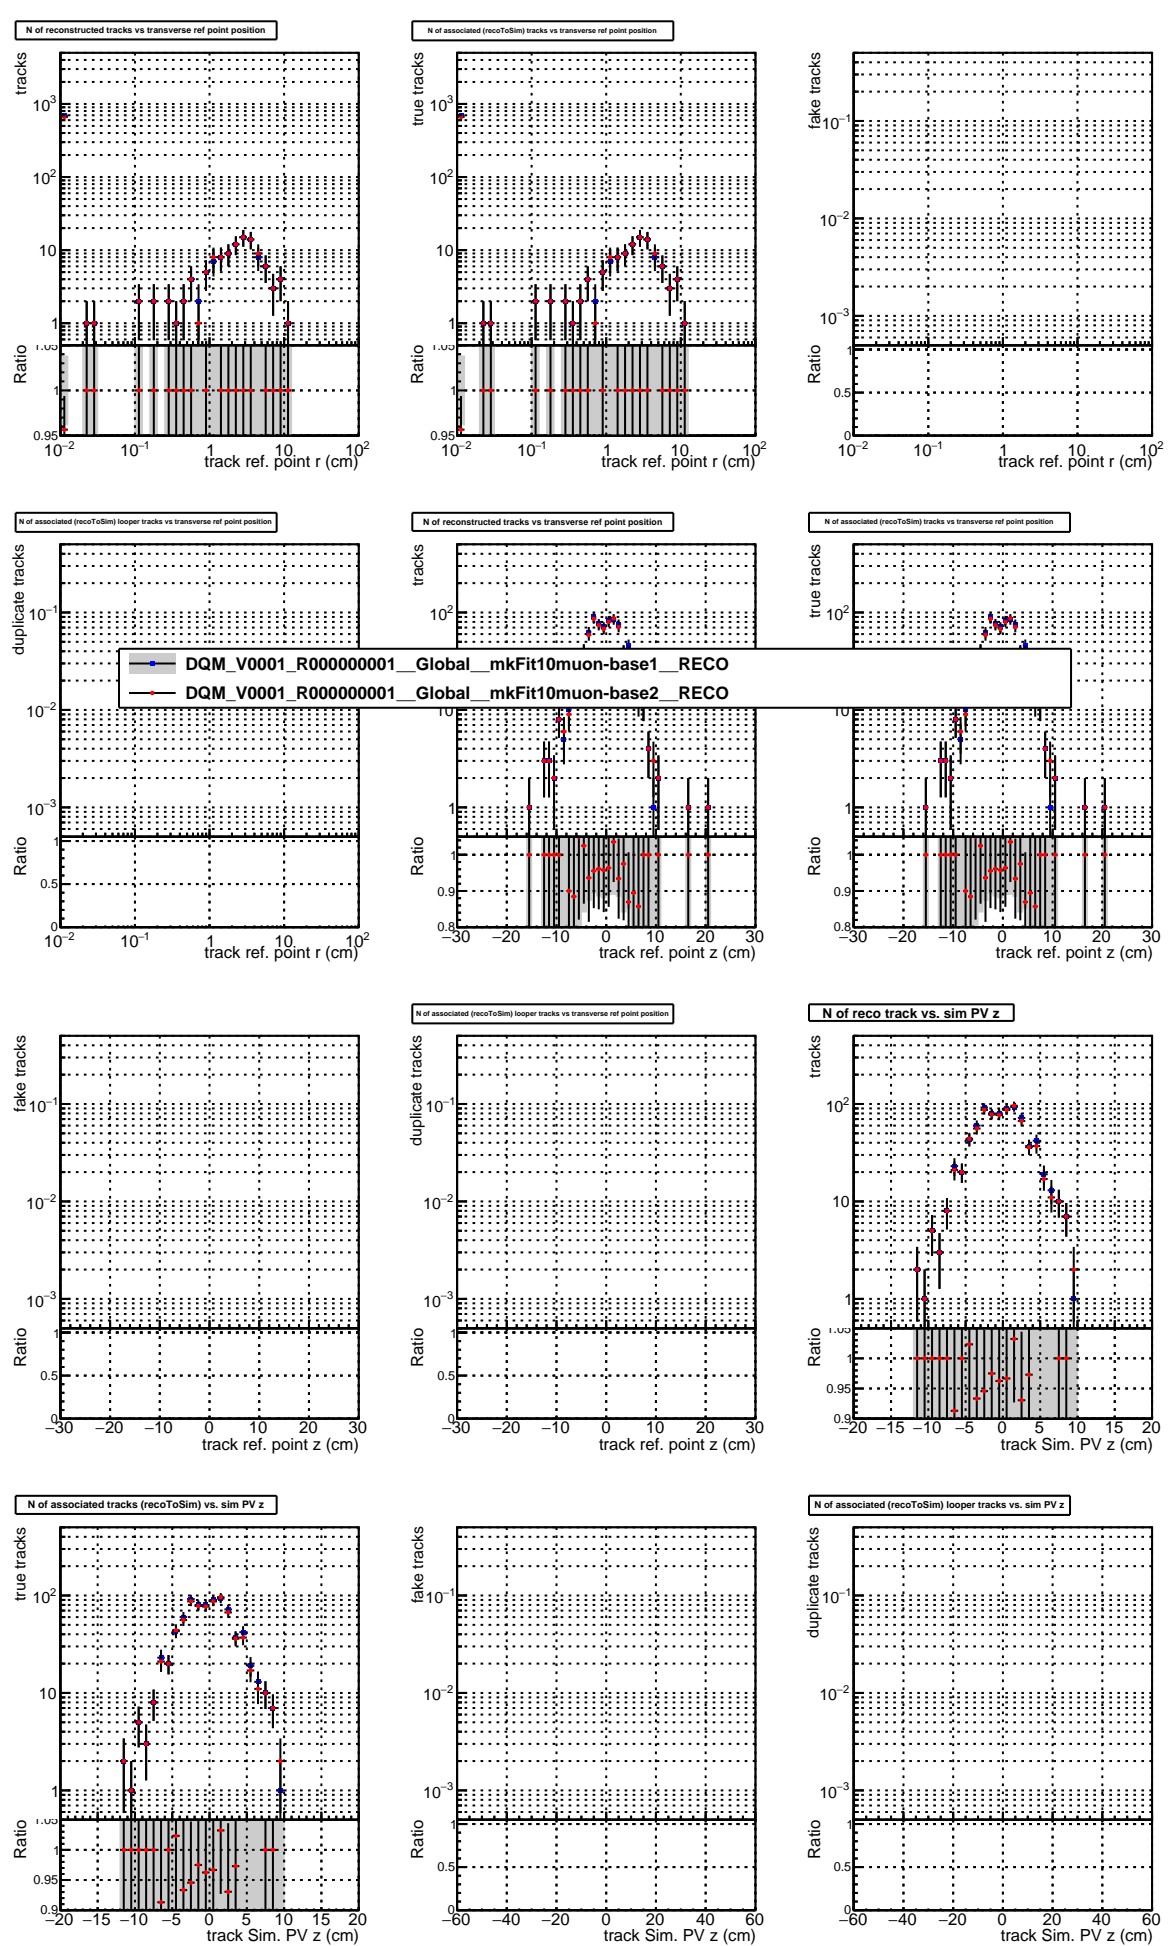 N of reconstructed tracks vs transverse ref point position
tracks
10³
10²
10
1
1.05
Ratio
1
0.95
10−2 10−1 1 10 10²
track ref. point r (cm)
N of associated (recoToSim) tracks vs transverse ref point position
true tracks
10³
10²
10
1
1.05
Ratio
1
0.95
10−2 10−1 1 10 10²
track ref. point r (cm)
fake tracks
10−1
10−2
10−3
Ratio
1
0.5
0
10−2 10−1 1 10 10²
track ref. point r (cm)
N of associated (recoToSim) looper tracks vs transverse ref point position
duplicate tracks
10−1
10−2
10−3
Ratio
1
0.5
0
10−2 10−1 1 10 10²
track ref. point r (cm)
N of reconstructed tracks vs transverse ref point position
tracks
10²
10
1
Ratio
1
0.9
0.8
−30 −20 −10 0 10 20 30
track ref. point z (cm)
N of associated (recoToSim) tracks vs transverse ref point position
true tracks
10²
10
1
Ratio
1
0.9
0.8
−30 −20 −10 0 10 20 30
track ref. point z (cm)
DQM_V0001_R000000001__Global__mkFit10muon-base1__RECO
DQM_V0001_R000000001__Global__mkFit10muon-base2__RECO
fake tracks
10−1
10−2
10−3
Ratio
1
0.5
0
−30 −20 −10 0 10 20 30
track ref. point z (cm)
N of associated (recoToSim) looper tracks vs transverse ref point position
duplicate tracks
10−1
10−2
10−3
Ratio
1
0.5
0
−30 −20 −10 0 10 20 30
track ref. point z (cm)
N of reco track vs. sim PV z
tracks
10²
10
1
1.05
Ratio
1
0.95
0.9
−20 −15 −10 −5 0 5 10 15 20
track Sim. PV z (cm)
N of associated tracks (recoToSim) vs. sim PV z
true tracks
10²
10
1
1.05
Ratio
1
0.95
0.9
−20 −15 −10 −5 0 5 10 15 20
track Sim. PV z (cm)
fake tracks
10−1
10−2
10−3
Ratio
1
0.5
0
−60 −40 −20 0 20 40 60
track Sim. PV z (cm)
N of associated (recoToSim) looper tracks vs. sim PV z
duplicate tracks
10−1
10−2
10−3
Ratio
1
0.5
0
−60 −40 −20 0 20 40 60
track Sim. PV z (cm)